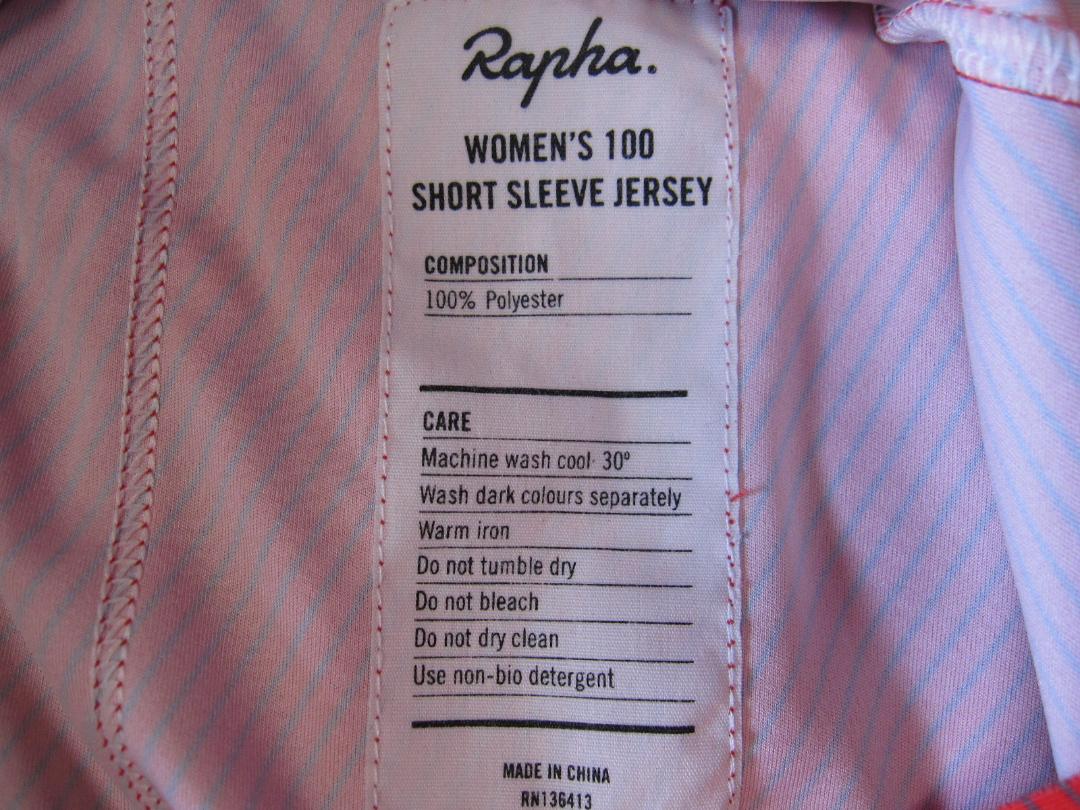 Rapha.
WOMEN'S 100
SHORT SLEEVE JERSEY
COMPOSITION
100% Polyester
CARE
Machine wash cool 30°
Wash dark colours separately
Warm iron
Do not tumble dry
Do not bleach
Do not dry clean
Use non-bio detergent
MADE IN CHINA
RN136413